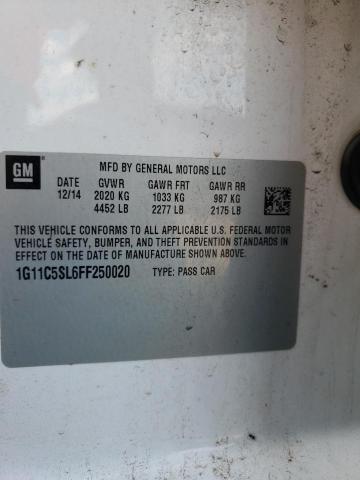 GM
MFD BY GENERAL MOTORS LLC
DATE GVWR GAWR FRT GAWR RR
12/14 2020 KG 1033 KG 987 KG
4452 LB 2277 LB 2175 LB
THIS VEHICLE CONFORMS TO ALL APPLICABLE U.S. FEDERAL MOTOR
VEHICLE SAFETY, BUMPER, AND THEFT PREVENTION STANDARDS IN
EFFECT ON THE DATE OF MANUFACTURE SHOWN ABOVE.
1G11C5SL6FF250020 TYPE: PASS CAR